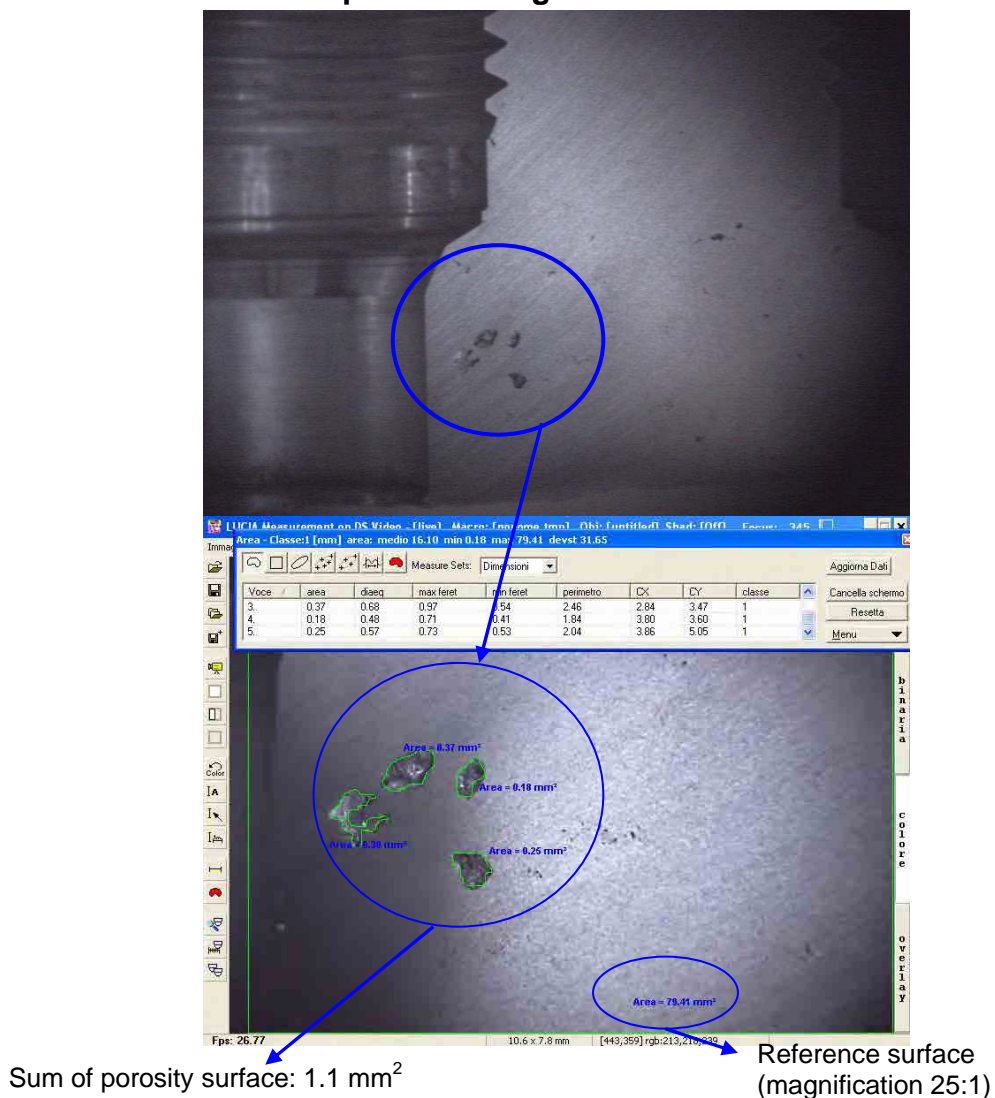 LUCIA Measurement on DS Video - [live] Macro: [noname.tmp] Obj: [untitled] Shad: [Off] Focus: 345
Area - Classe:1 [mm] area: medio 16.10 min 0.18 max 79.41 devst 31.65
Measure Sets: Dimensioni
Aggiorna Dati
Voce / area diaeq max feret min feret perimetro CX CY classe
Cancella schermo
3. 0.37 0.68 0.97 0.54 2.46 2.84 3.47 1
4. 0.18 0.48 0.71 0.41 1.84 3.80 3.60 1
5. 0.25 0.57 0.73 0.53 2.04 3.86 5.05 1
Resetta
Menu
binaria
Area = 0.37 mm²
Color
Area = 0.18 mm²
Area = 0.30 mm²
Area = 0.25 mm²
colore
overlay
Area = 79.41 mm²
Fps: 26.77
10.6 x 7.8 mm
Reference surface
(magnification 25:1)
Sum of porosity surface: 1.1 mm²